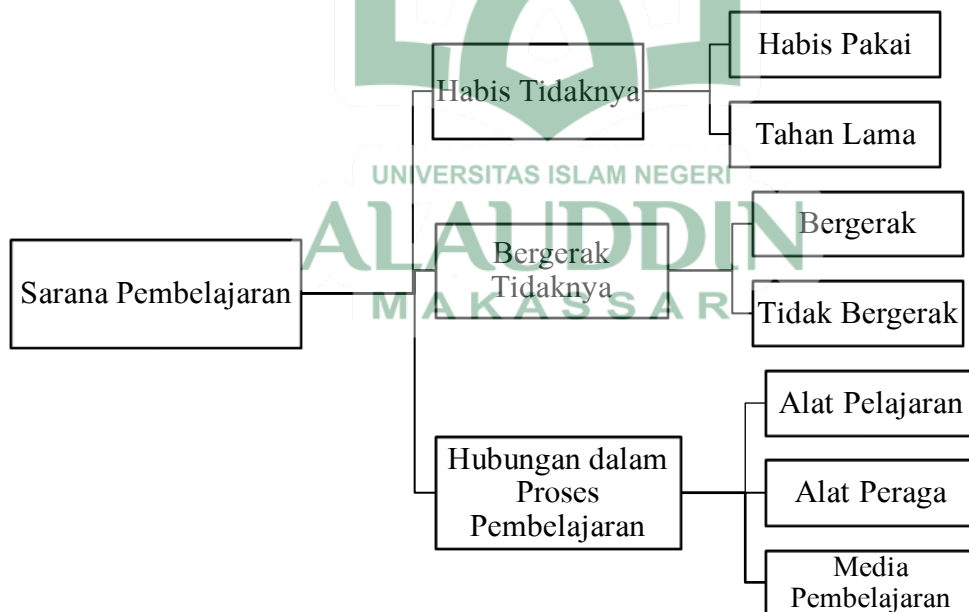 Sarana Pembelajaran
Habis Tidaknya
Habis Pakai
Tahan Lama
UNIVERSITAS ISLAM NEGERI
ALAUDDIN
MAKASSAR
Bergerak
Tidaknya
Bergerak
Tidak Bergerak
Hubungan dalam
Proses
Pembelajaran
Alat Pelajaran
Alat Peraga
Media
Pembelajaran